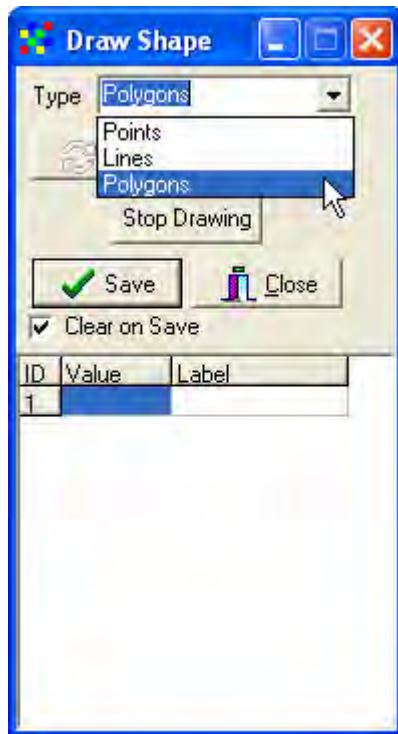 Draw Shape
Type Polygons
Points
Lines
Polygons
Stop Drawing
Save Close
Clear on Save
ID Value Label
1